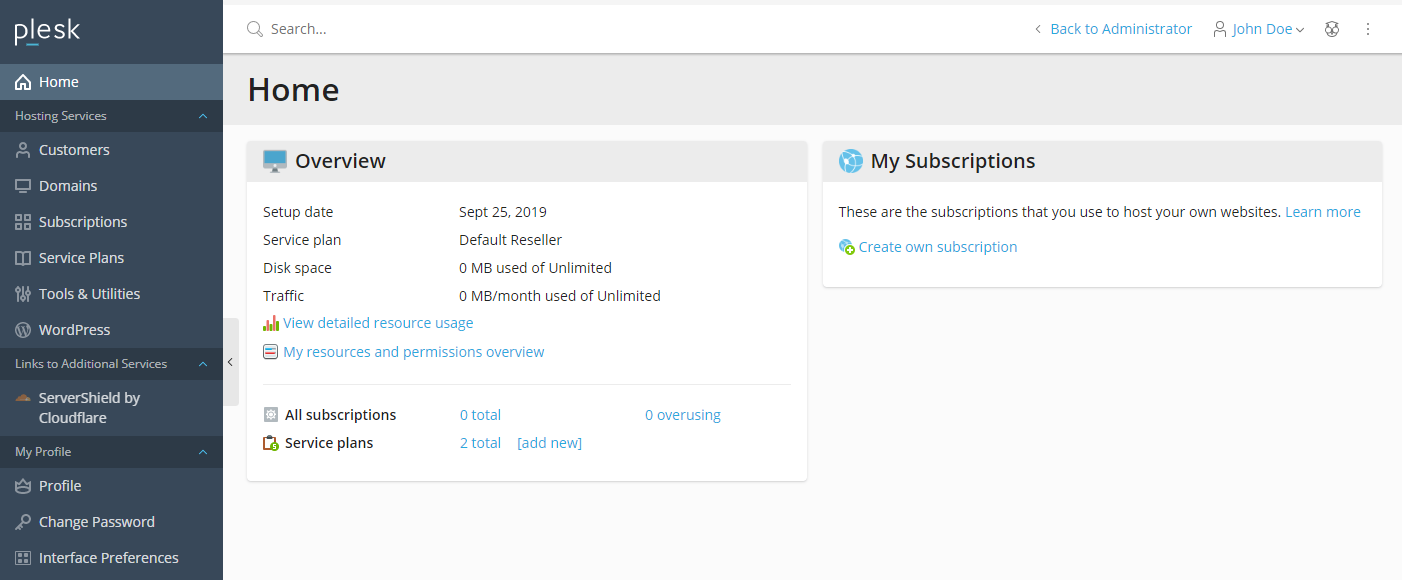 plesk
Search...
Back to Administrator
John Doe
Home
Hosting Services
Customers
Domains
Subscriptions
Service Plans
Tools & Utilities
WordPress
Links to Additional Services
ServerShield by
Cloudflare
My Profile
Profile
Change Password
Interface Preferences
Home
Overview
Setup date Sept 25, 2019
Service plan Default Reseller
Disk space 0 MB used of Unlimited
Traffic 0 MB/month used of Unlimited
View detailed resource usage
My resources and permissions overview
All subscriptions 0 total 0 overusing
Service plans 2 total [add new]
My Subscriptions
These are the subscriptions that you use to host your own websites. Learn more
Create own subscription